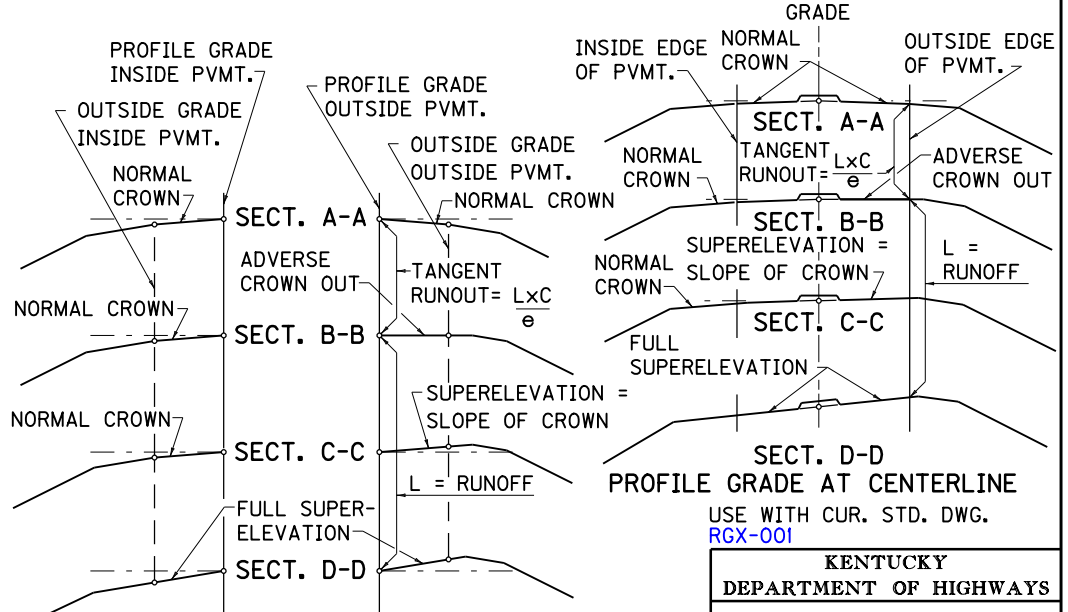 PROFILE GRADE
INSIDE PVMT.
OUTSIDE GRADE
INSIDE PVMT.
NORMAL
CROWN
PROFILE GRADE
OUTSIDE PVMT.
OUTSIDE GRADE
OUTSIDE PVMT.
NORMAL CROWN
SECT. A-A
ADVERSE
CROWN OUT
TANGENT
RUNOUT= LxC
e
NORMAL CROWN
SECT. B-B
SUPERELEVATION =
SLOPE OF CROWN
NORMAL CROWN
SECT. C-C
L = RUNOFF
FULL SUPER-
ELEVATION
SECT. D-D
GRADE
INSIDE EDGE
OF PVMT.
NORMAL
CROWN
OUTSIDE EDGE
OF PVMT.
SECT. A-A
NORMAL
CROWN
TANGENT
RUNOUT= LxC
e
ADVERSE
CROWN OUT
SECT. B-B
SUPERELEVATION =
SLOPE OF CROWN
L =
RUNOFF
NORMAL
CROWN
SECT. C-C
FULL
SUPERELEVATION
SECT. D-D
PROFILE GRADE AT CENTERLINE
USE WITH CUR. STD. DWG.
RGX-001
KENTUCKY
DEPARTMENT OF HIGHWAYS